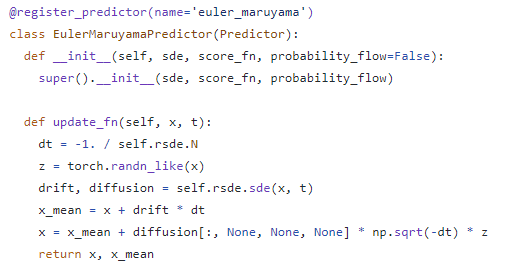 @register_predictor(name='euler_maruyama')
class EulerMaruyamaPredictor(Predictor):
  def __init__(self, sde, score_fn, probability_flow=False):
    super().__init__(sde, score_fn, probability_flow)

  def update_fn(self, x, t):
    dt = -1. / self.rsde.N
    z = torch.randn_like(x)
    drift, diffusion = self.rsde.sde(x, t)
    x_mean = x + drift * dt
    x = x_mean + diffusion[:, None, None, None] * np.sqrt(-dt) * z
    return x, x_mean